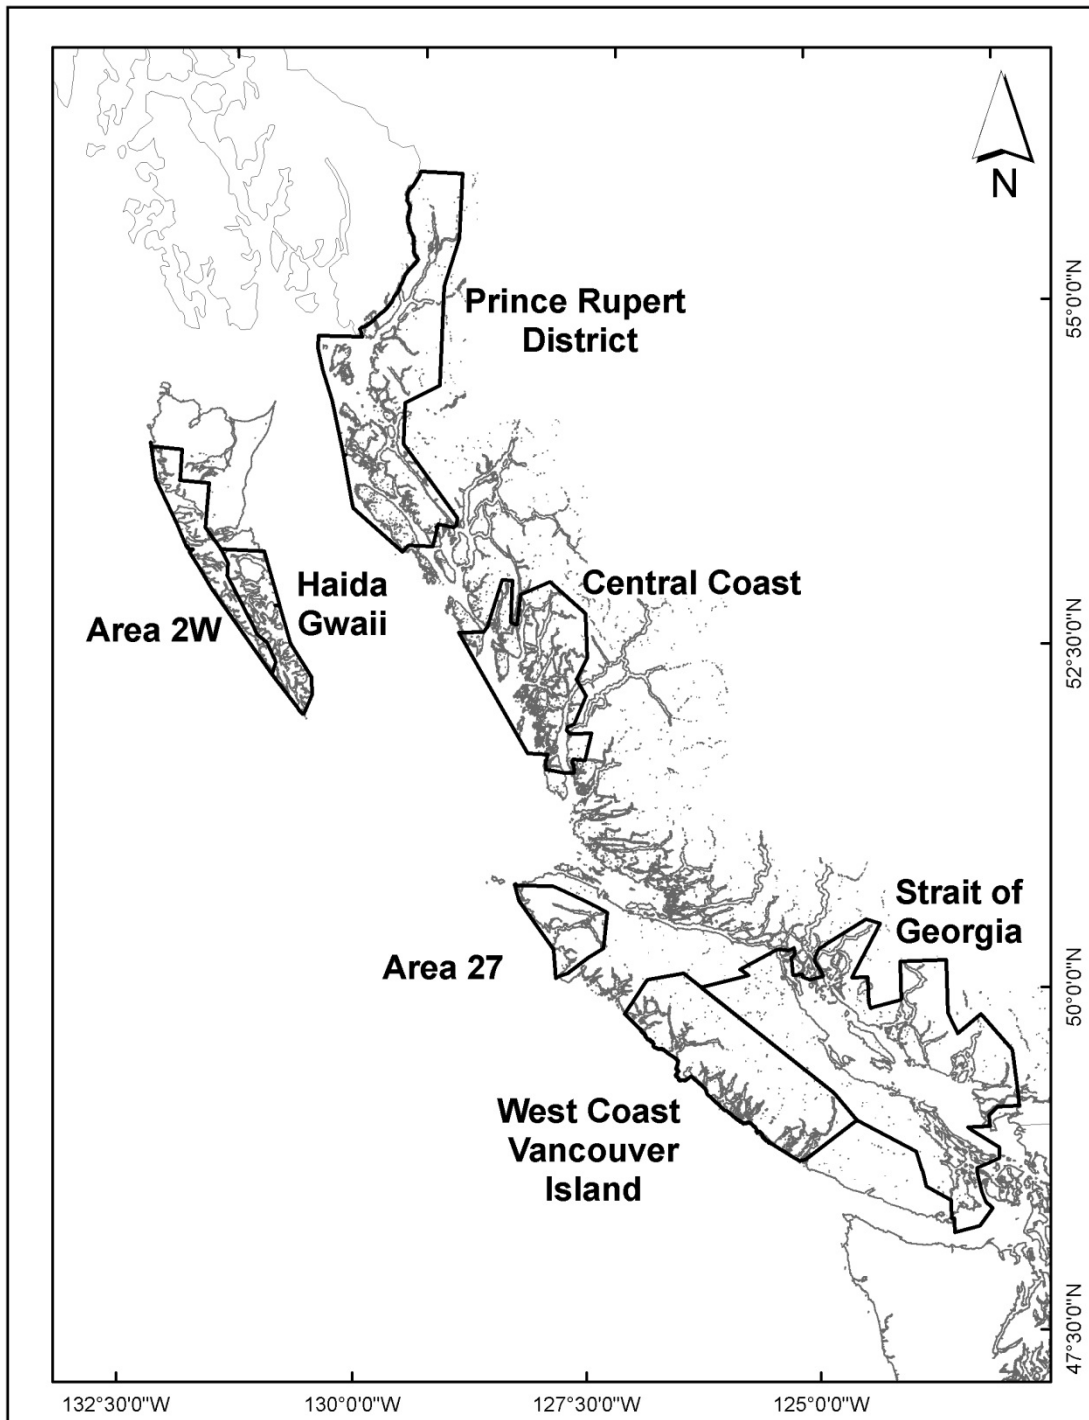 N
Prince Rupert
District
Haida
Gwaii
Area 2W
Central Coast
Strait of
Georgia
Area 27
West Coast
Vancouver
Island
55°0'0"N
52°30'0"N
50°0'0"N
47°30'0"N
132°30'0"W
130°0'0"W
127°30'0"W
125°0'0"W